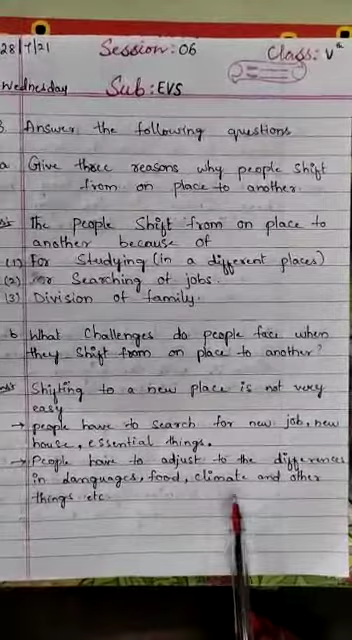 28/7/21 Session: 06 Class: Vth
Wednesday Sub: EVS
3. Answer the following questions
a Give three reasons why people shift
from on place to another.
Ans: The people Shift from on place to
another because of
(1) For Studying (in a different places)
(2) or Searching of jobs.
(3) Division of family.
b What Challenges do people face when
they shift from on place to another?
Ans: Shifting to a new place is not very
easy
→ people have to search for new job, new
house, essential things.
→ People have to adjust to the differences
in languages, food, climate and other
things etc